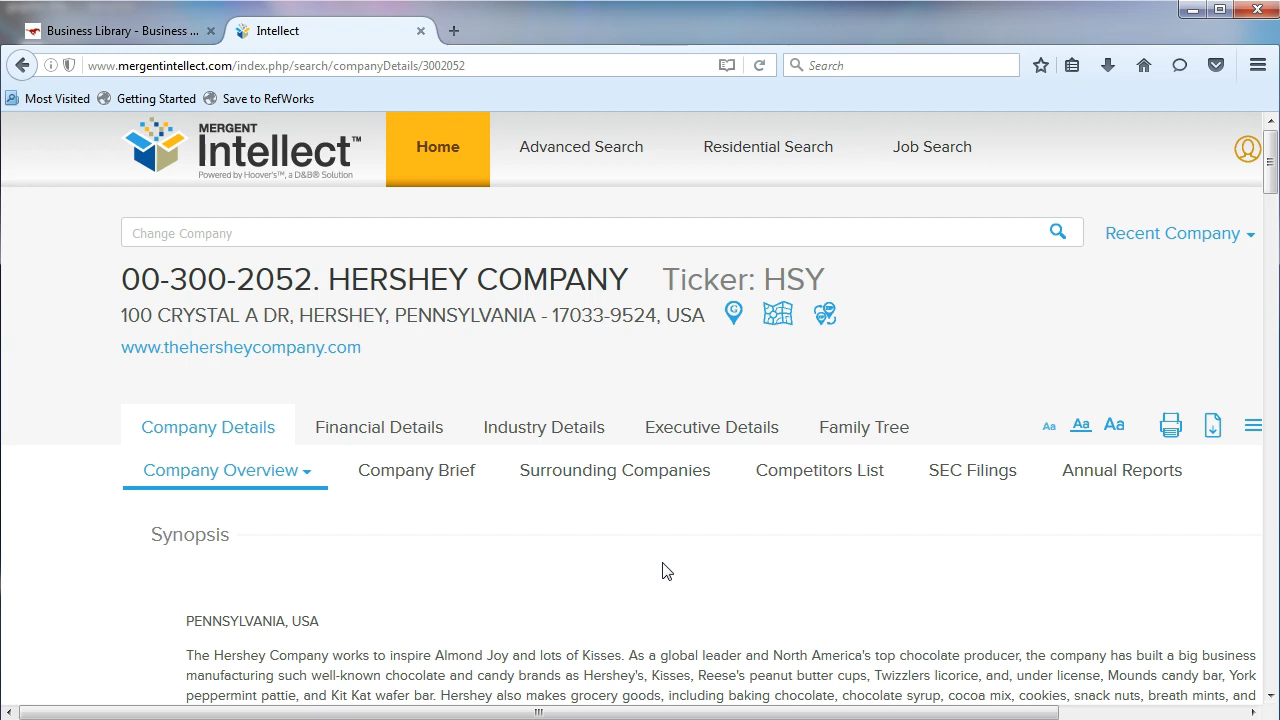 Business Library - Business ...
Intellect
www.mergentintellect.com/index.php/search/companyDetails/3002052
Search
Most Visited
Getting Started
Save to RefWorks
MERGENT
Intellect™
Powered by Hoover's™, a D&B® Solution
Home
Advanced Search
Residential Search
Job Search
Change Company
Recent Company
00-300-2052. HERSHEY COMPANY Ticker: HSY
100 CRYSTAL A DR, HERSHEY, PENNSYLVANIA - 17033-9524, USA
www.thehersheycompany.com
Company Details
Financial Details
Industry Details
Executive Details
Family Tree
Aa Aa Aa
Company Overview
Company Brief
Surrounding Companies
Competitors List
SEC Filings
Annual Reports
Synopsis
PENNSYLVANIA, USA
The Hershey Company works to inspire Almond Joy and lots of Kisses. As a global leader and North America's top chocolate producer, the company has built a big business
manufacturing such well-known chocolate and candy brands as Hershey's, Kisses, Reese's peanut butter cups, Twizzlers licorice, and, under license, Mounds candy bar, York
peppermint pattie, and Kit Kat wafer bar. Hershey also makes grocery goods, including baking chocolate, chocolate syrup, cocoa mix, cookies, snack nuts, breath mints, and